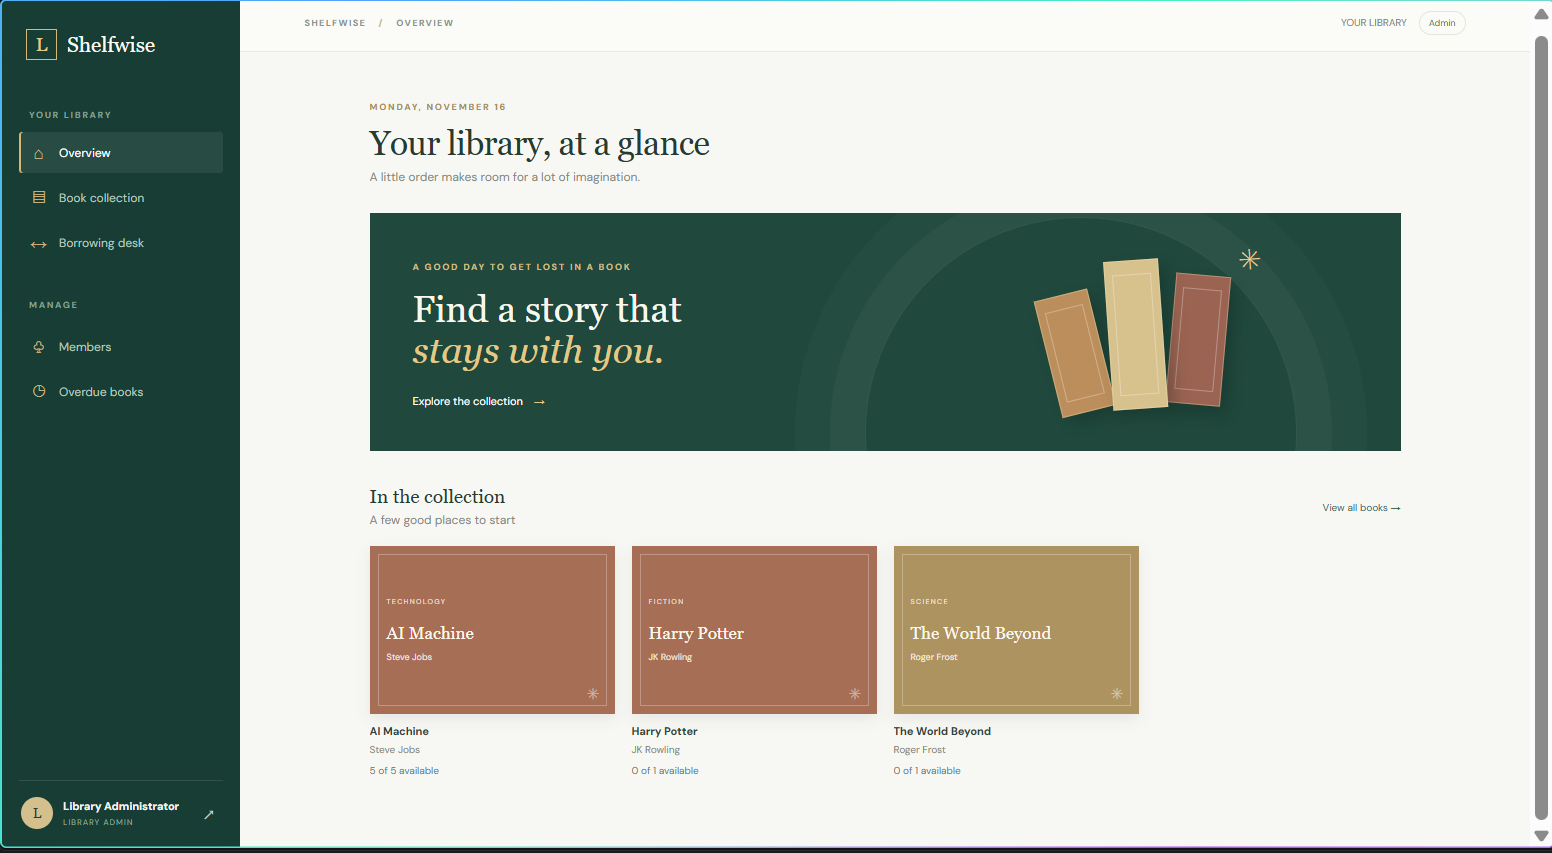 L Shelfwise
YOUR LIBRARY
Overview
Book collection
Borrowing desk
MANAGE
Members
Overdue books
L Library Administrator
LIBRARY ADMIN
SHELFWISE / OVERVIEW
YOUR LIBRARY Admin
MONDAY, NOVEMBER 16
Your library, at a glance
A little order makes room for a lot of imagination.
A GOOD DAY TO GET LOST IN A BOOK
Find a story that
stays with you.
Explore the collection →
In the collection
A few good places to start
View all books →
TECHNOLOGY
AI Machine
Steve Jobs
AI Machine
Steve Jobs
5 of 5 available
FICTION
Harry Potter
JK Rowling
Harry Potter
JK Rowling
0 of 1 available
SCIENCE
The World Beyond
Roger Frost
The World Beyond
Roger Frost
0 of 1 available